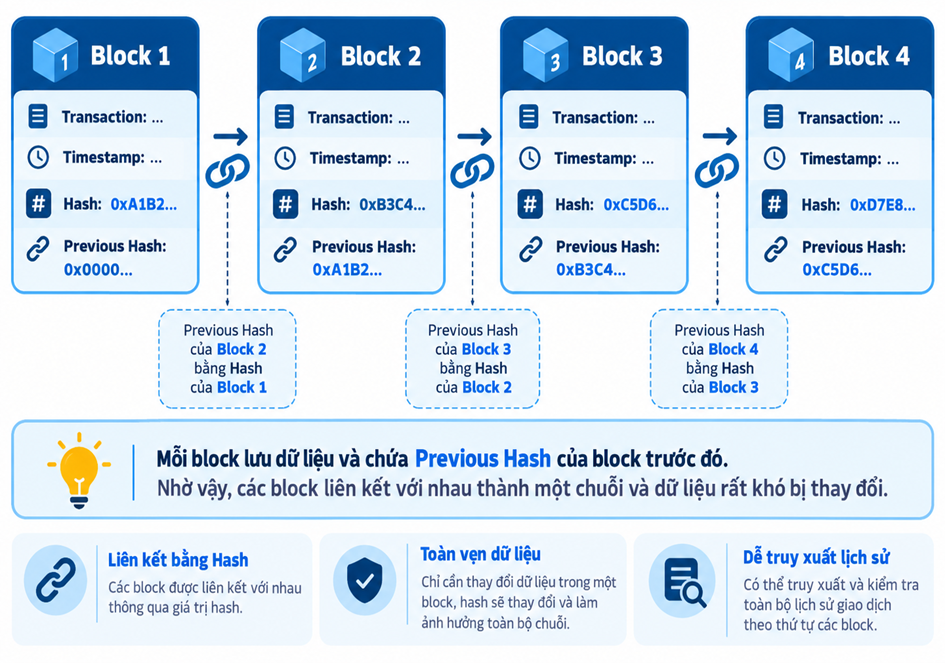 1 Block 1
Transaction: ...
Timestamp: ...
# Hash: 0xA1B2...
Previous Hash:
0x0000...
2 Block 2
Transaction: ...
Timestamp: ...
# Hash: 0xB3C4...
Previous Hash:
0xA1B2...
3 Block 3
Transaction: ...
Timestamp: ...
# Hash: 0xC5D6...
Previous Hash:
0xB3C4...
4 Block 4
Transaction: ...
Timestamp: ...
# Hash: 0xD7E8...
Previous Hash:
0xC5D6...
Previous Hash
của Block 2
bằng Hash
của Block 1
Previous Hash
của Block 3
bằng Hash
của Block 2
Previous Hash
của Block 4
bằng Hash
của Block 3
Mỗi block lưu dữ liệu và chứa Previous Hash của block trước đó.
Nhờ vậy, các block liên kết với nhau thành một chuỗi và dữ liệu rất khó bị thay đổi.
Liên kết bằng Hash
Các block được liên kết với nhau
thông qua giá trị hash.
Toàn vẹn dữ liệu
Chỉ cần thay đổi dữ liệu trong một
block, hash sẽ thay đổi và làm
ảnh hưởng toàn bộ chuỗi.
Dễ truy xuất lịch sử
Có thể truy xuất và kiểm tra
toàn bộ lịch sử giao dịch
theo thứ tự các block.